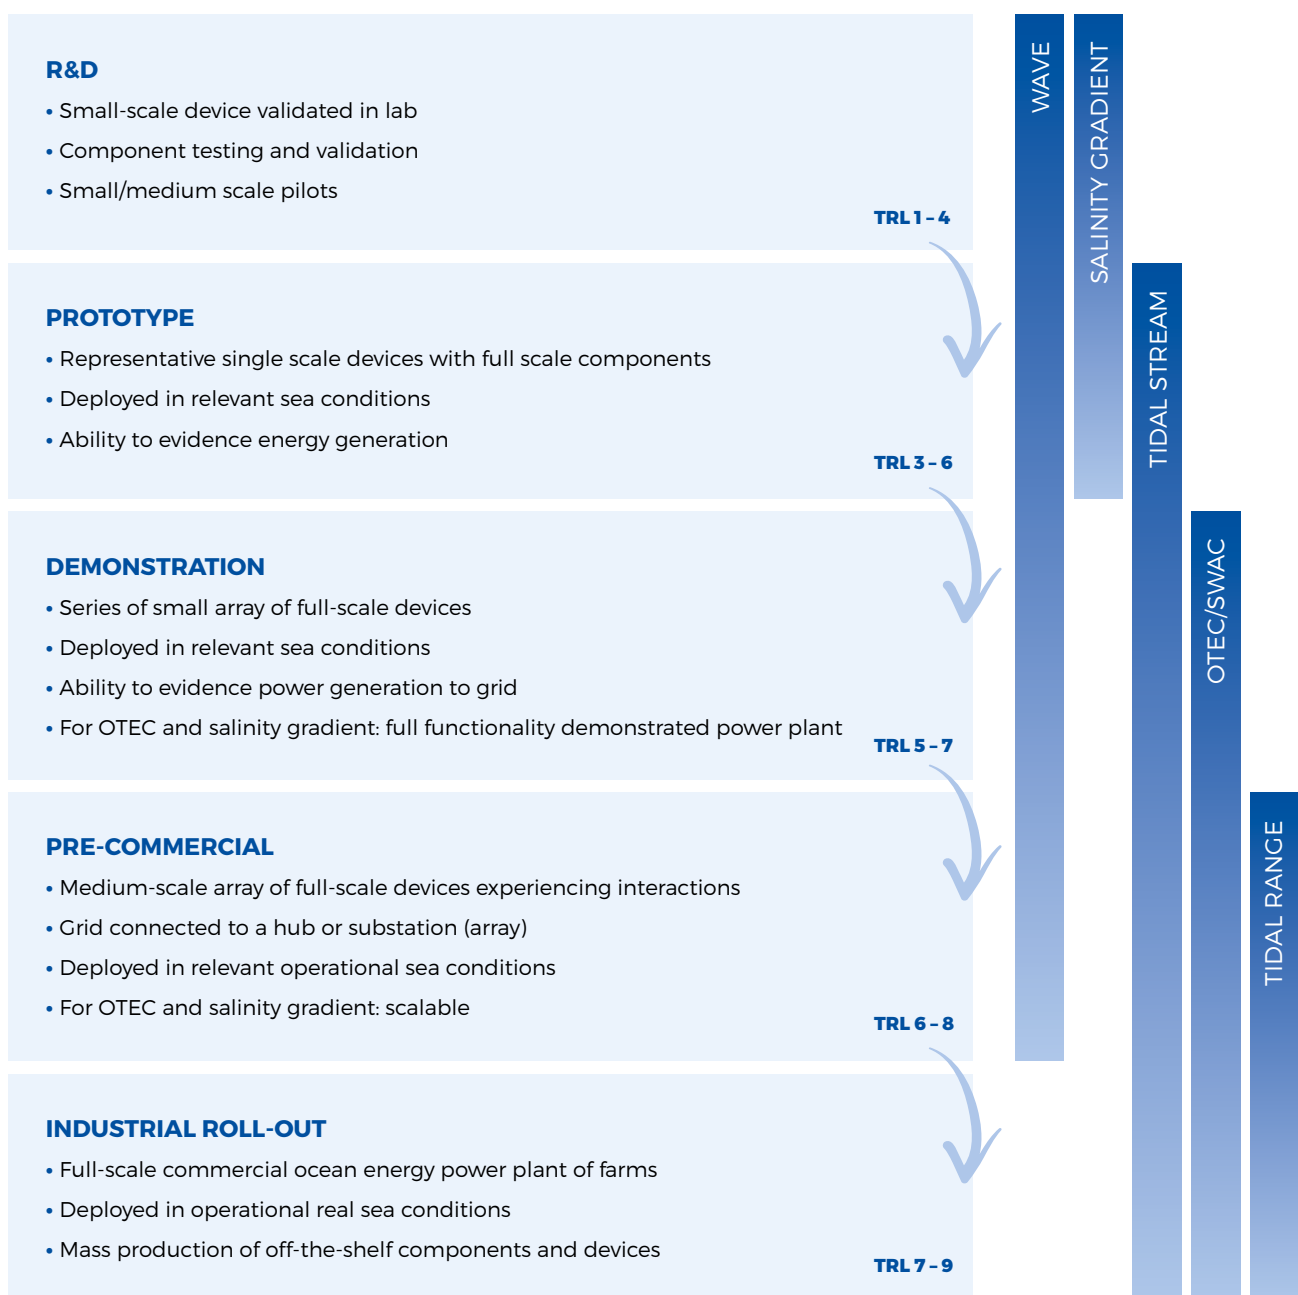 R&D
• Small-scale device validated in lab
• Component testing and validation
• Small/medium scale pilots
TRL 1 – 4
PROTOTYPE
• Representative single scale devices with full scale components
• Deployed in relevant sea conditions
• Ability to evidence energy generation
TRL 3 – 6
DEMONSTRATION
• Series of small array of full-scale devices
• Deployed in relevant sea conditions
• Ability to evidence power generation to grid
• For OTEC and salinity gradient: full functionality demonstrated power plant
TRL 5 – 7
PRE-COMMERCIAL
• Medium-scale array of full-scale devices experiencing interactions
• Grid connected to a hub or substation (array)
• Deployed in relevant operational sea conditions
• For OTEC and salinity gradient: scalable
TRL 6 – 8
INDUSTRIAL ROLL-OUT
• Full-scale commercial ocean energy power plant of farms
• Deployed in operational real sea conditions
• Mass production of off-the-shelf components and devices
TRL 7 – 9
WAVE
SALINITY GRADIENT
TIDAL STREAM
OTEC/SWAC
TIDAL RANGE